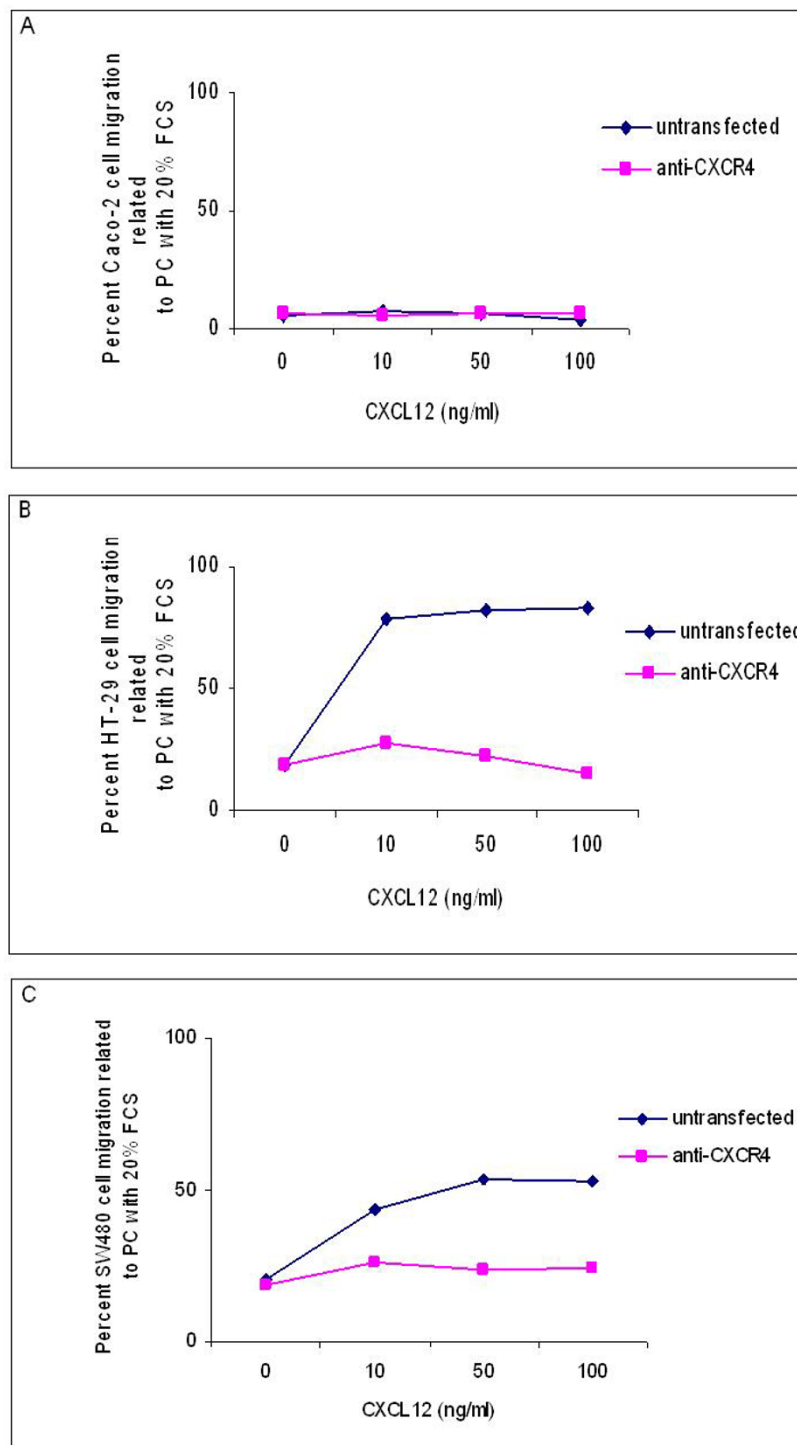 A
Percent Caco-2 cell migration
related
to PC with 20% FCS
100
50
0
0 10 50 100
CXCL12 (ng/ml)
untransfected
anti-CXCR4
B
Percent HT-29 cell migration
related
to PC with 20% FCS
100
50
0
0 10 50 100
CXCL12 (ng/ml)
untransfected
anti-CXCR4
C
Percent SW480 cell migration related
to PC with 20% FCS
100
50
0
0 10 50 100
CXCL12 (ng/ml)
untransfected
anti-CXCR4